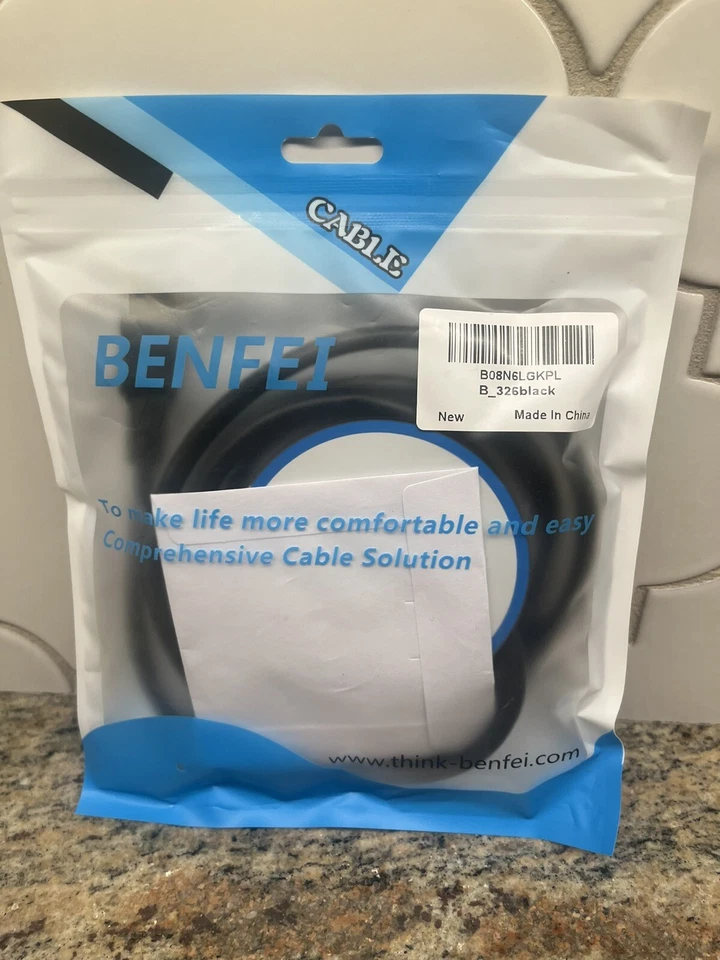 CABLE
BENFEI
B08N6LGKPL
B_326black
New Made In China
To make life more comfortable and easy
Comprehensive Cable Solution
www.think-benfei.com